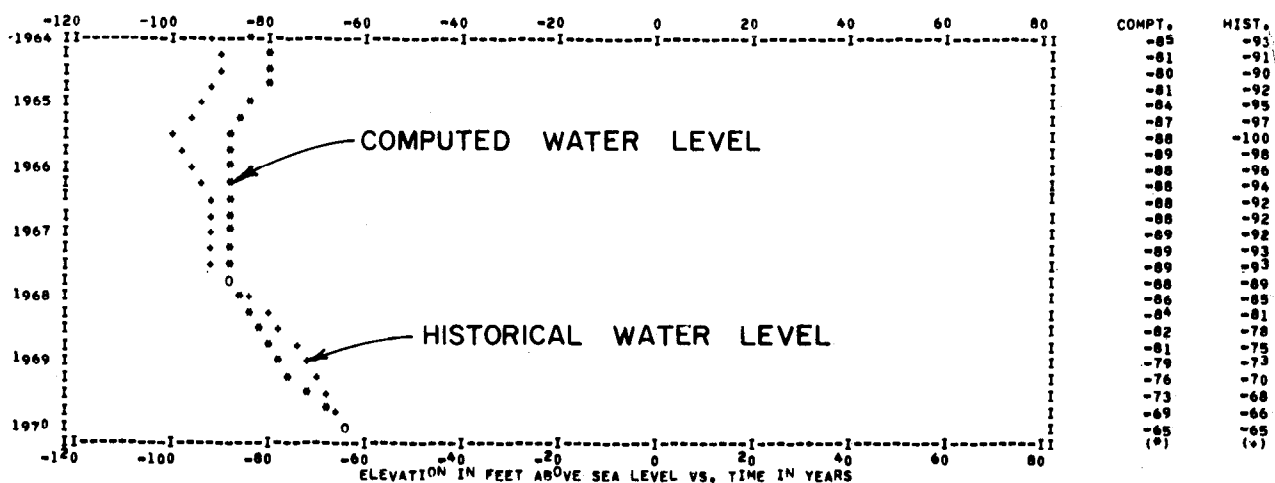 -120 -100 -80 -60 -40 -20 0 20 40 60 80 COMPT. HIST.
1964 -85 -93
-81 -91
-80 -90
-81 -92
1965 -84 -95
-87 -97
-88 -100
COMPUTED WATER LEVEL
-89 -98
1966 -88 -96
-88 -94
-88 -92
-88 -92
1967 -89 -92
-89 -93
-89 -93
O -88 -89
1968 -86 -85
-84 -81
-82 -78
HISTORICAL WATER LEVEL
-81 -75
1969 -79 -73
-76 -70
-73 -68
-69 -66
1970 O -65 -65
(*) (+)
-120 -100 -80 -60 -40 -20 0 20 40 60 80
ELEVATION IN FEET ABOVE SEA LEVEL VS. TIME IN YEARS